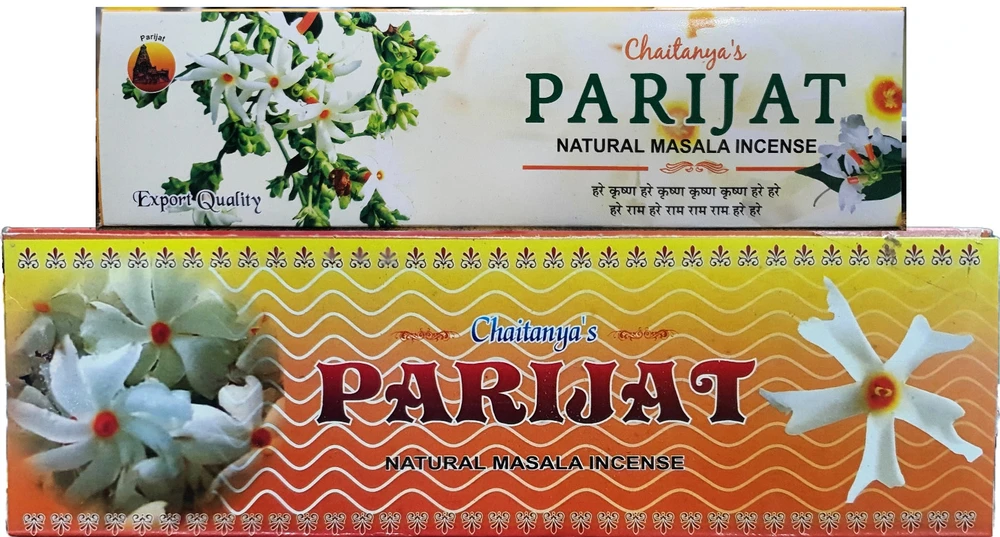 Parijat
Chaitanya's
PARIJAT
NATURAL MASALA INCENSE
हरे कृष्ण हरे कृष्ण कृष्ण कृष्ण हरे हरे
हरे राम हरे राम राम राम हरे हरे
Export Quality
Chaitanya's
PARIJAT
NATURAL MASALA INCENSE